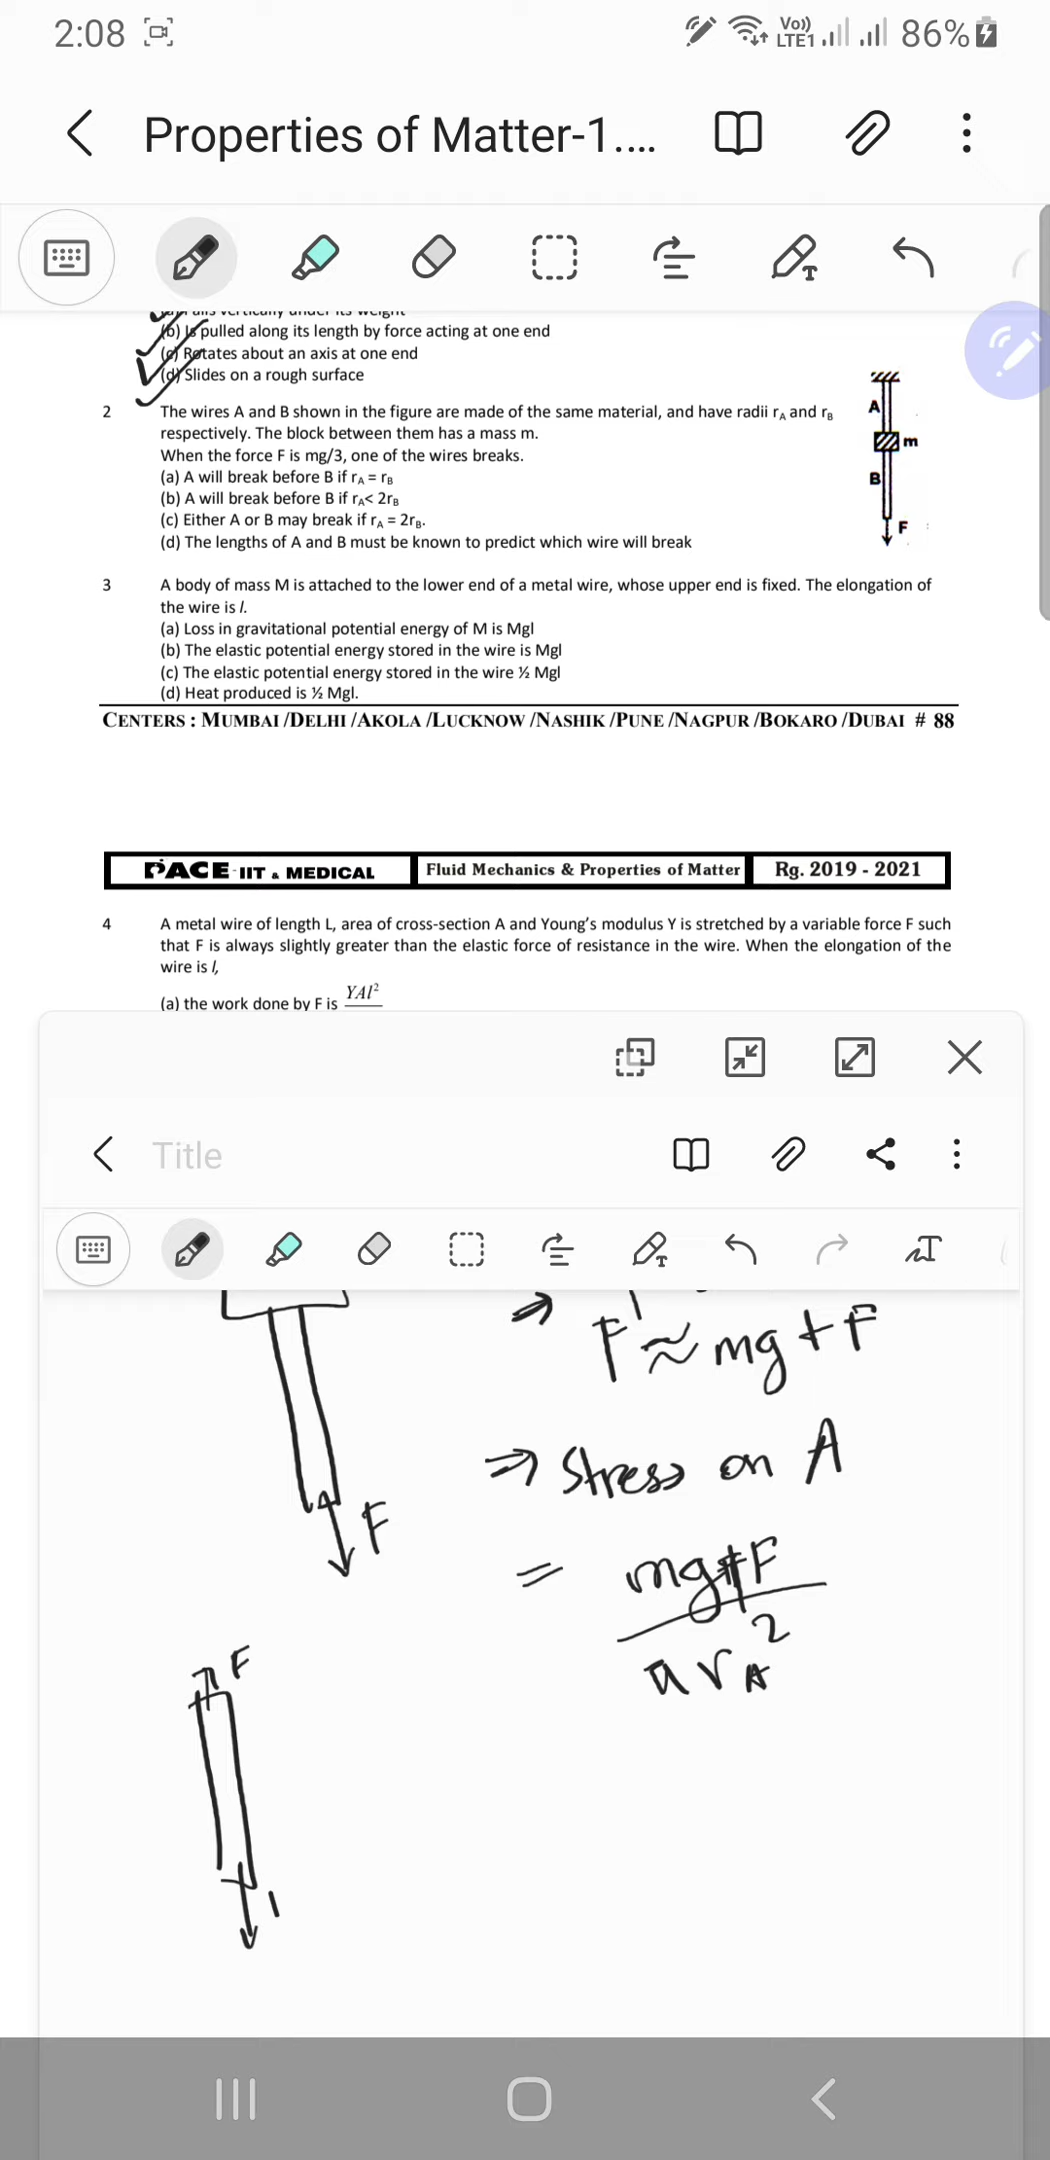 2:08 Vo)) LTE1 86%
Properties of Matter-1....
(b) Is pulled along its length by force acting at one end
(c) Rotates about an axis at one end
(d) Slides on a rough surface
2 The wires A and B shown in the figure are made of the same material, and have radii rA and rB
respectively. The block between them has a mass m.
When the force F is mg/3, one of the wires breaks.
(a) A will break before B if rA = rB
(b) A will break before B if rA< 2rB
(c) Either A or B may break if rA = 2rB.
(d) The lengths of A and B must be known to predict which wire will break
A
m
B
F
3 A body of mass M is attached to the lower end of a metal wire, whose upper end is fixed. The elongation of
the wire is l.
(a) Loss in gravitational potential energy of M is Mgl
(b) The elastic potential energy stored in the wire is Mgl
(c) The elastic potential energy stored in the wire ½ Mgl
(d) Heat produced is ½ Mgl.
CENTERS : MUMBAI /DELHI /AKOLA /LUCKNOW /NASHIK /PUNE /NAGPUR /BOKARO /DUBAI # 88
PACE IIT & MEDICAL Fluid Mechanics & Properties of Matter Rg. 2019 - 2021
4 A metal wire of length L, area of cross-section A and Young's modulus Y is stretched by a variable force F such
that F is always slightly greater than the elastic force of resistance in the wire. When the elongation of the
wire is l,
(a) the work done by F is YAl²
Title
F' ≈ mg + F
⇒ Stress on A
= mg+F
πrA²
F
F